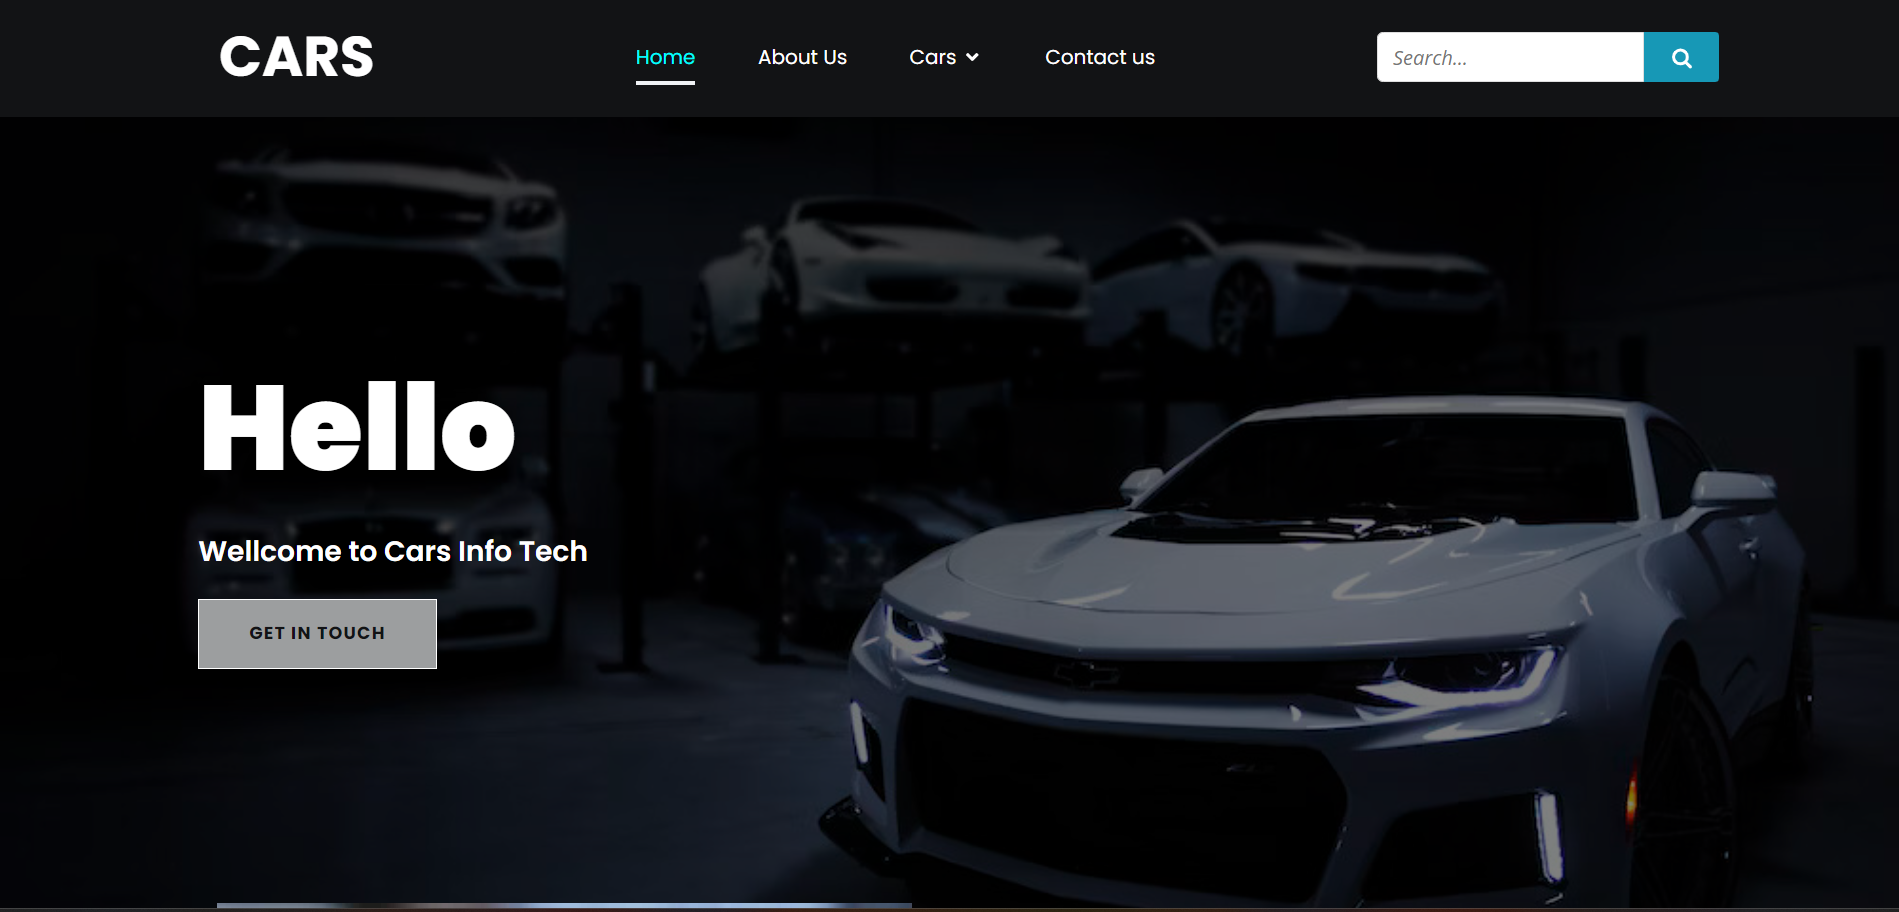 CARS
Home
About Us
Cars
Contact us
Search...
Hello
Wellcome to Cars Info Tech
GET IN TOUCH